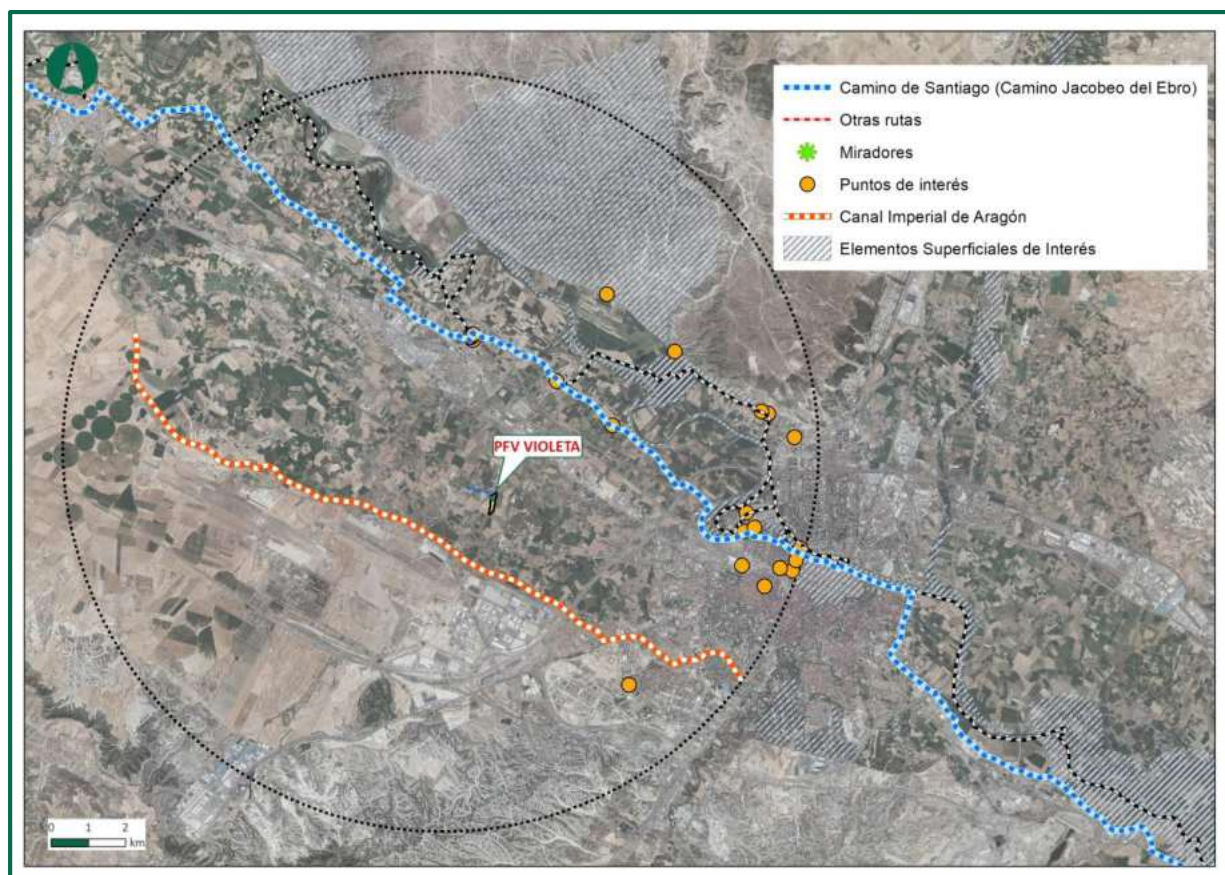 Camino de Santiago (Camino Jacobeo del Ebro)
Otras rutas
Miradores
Puntos de interés
Canal Imperial de Aragón
Elementos Superficiales de Interés
PFV VIOLETA
0 1 2
km